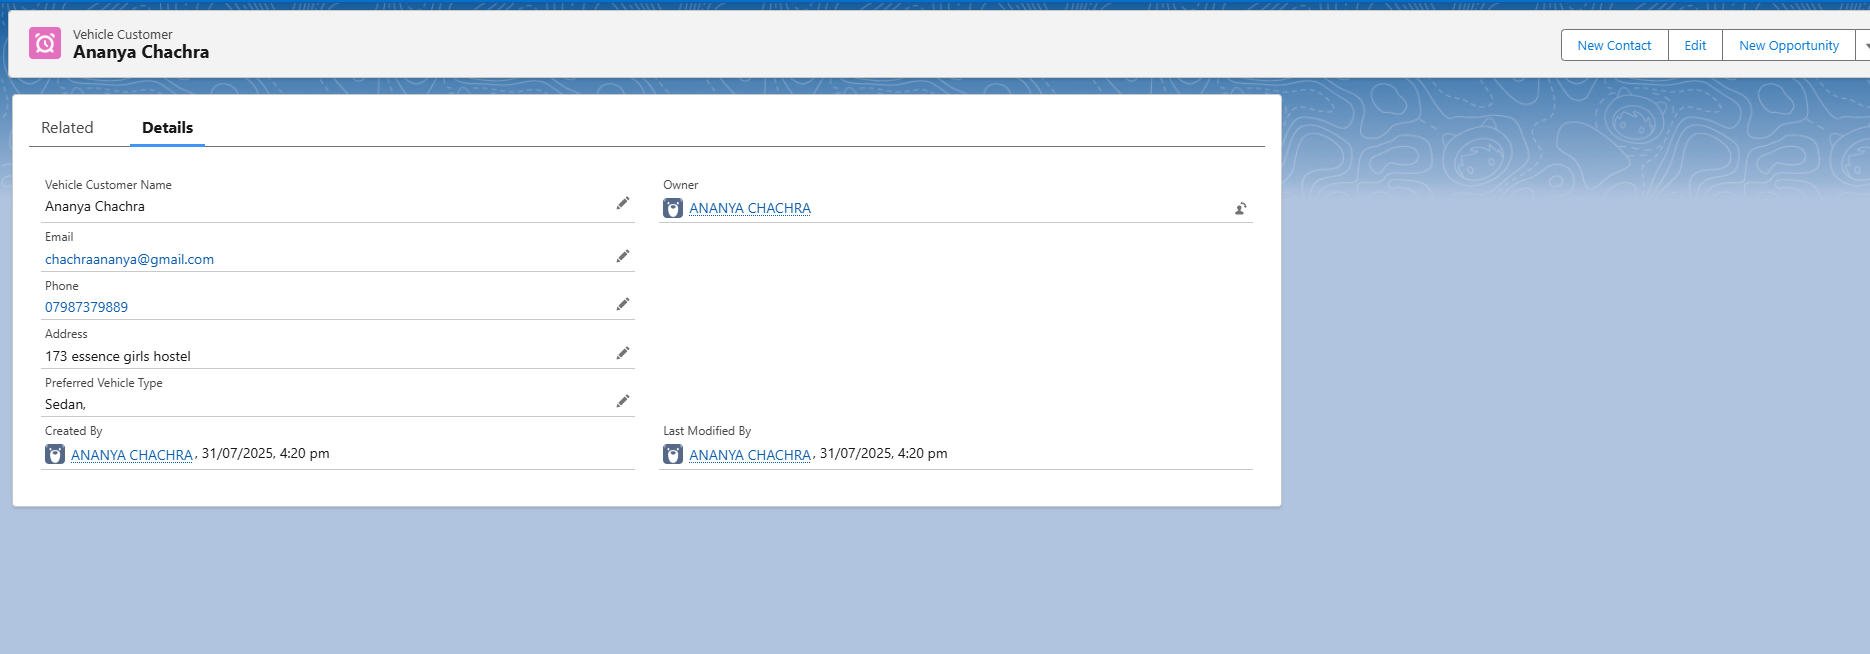 Vehicle Customer
Ananya Chachra
New Contact
Edit
New Opportunity
Related
Details
Vehicle Customer Name
Ananya Chachra
Owner
ANANYA CHACHRA
Email
chachraananya@gmail.com
Phone
07987379889
Address
173 essence girls hostel
Preferred Vehicle Type
Sedan,
Created By
ANANYA CHACHRA, 31/07/2025, 4:20 pm
Last Modified By
ANANYA CHACHRA, 31/07/2025, 4:20 pm